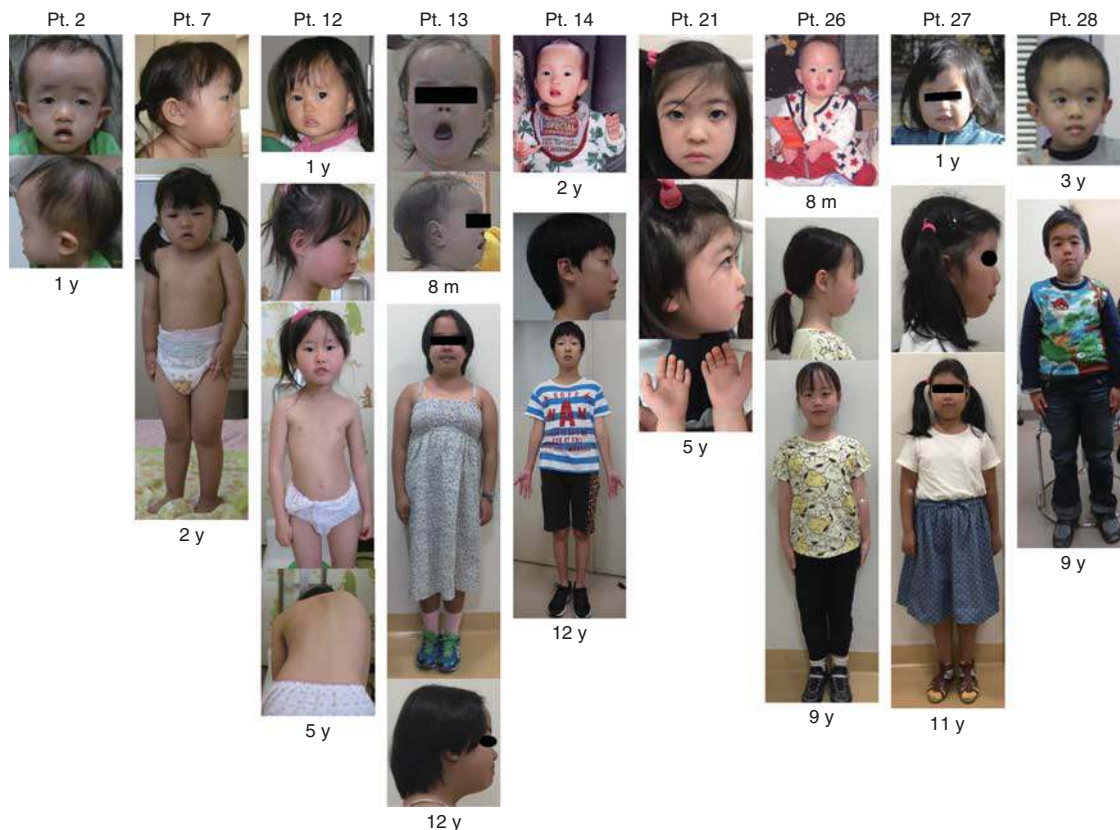 Pt. 2
Pt. 7
Pt. 12
Pt. 13
Pt. 14
Pt. 21
Pt. 26
Pt. 27
Pt. 28
1 y
2 y
1 y
5 y
8 m
12 y
SPECIAL
2 y
A
12 y
5 y
8 m
9 y
1 y
11 y
3 y
9 y